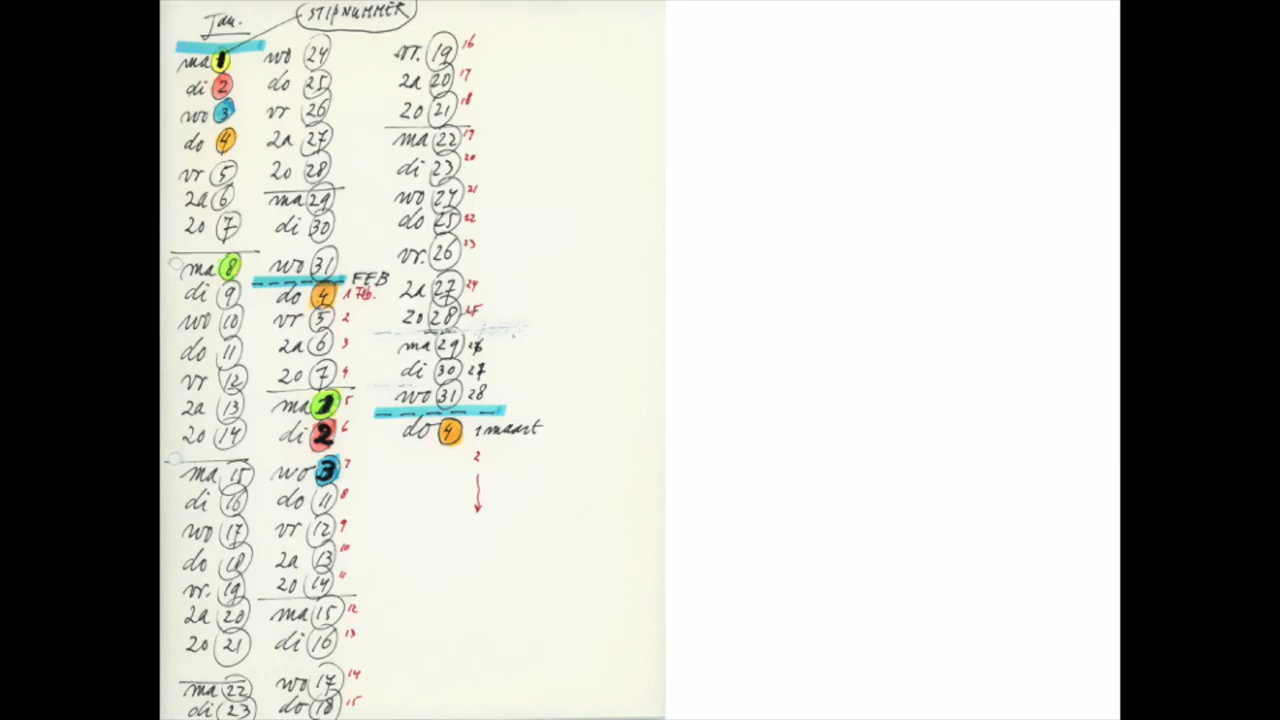 Jan.
STIPNUMMER
ma 1
di 2
wo 3
do 4
vr 5
za 6
zo 7
ma 8
di 9
wo 10
do 11
vr 12
za 13
zo 14
ma 15
di 16
wo 17
do 18
vr. 19
za 20
zo 21
ma 22
di 23
wo 24
do 25
vr 26
za 27
zo 28
ma 29
di 30
wo 31
FEB
do 4 1 Feb.
vr 5 2
za 6 3
zo 7 4
ma 1 5
di 2 6
wo 3 7
do 11 8
vr 12 9
za 13 10
zo 14 11
ma 15 12
di 16 13
wo 17 14
do 18 15
vr. 19 16
za 20 17
zo 21 18
ma 22 19
di 23 20
wo 24 21
do 25 22
vr. 26 23
za 27 24
zo 28 25
ma 29 26
di 30 27
wo 31 28
do 4 1 maart
2